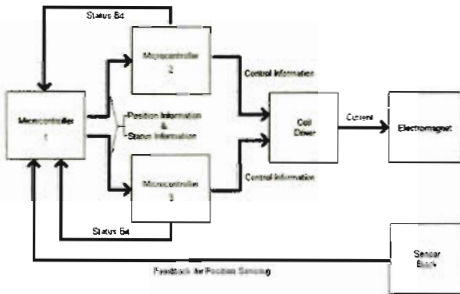 Status Bit
Microcontroller
2
Control Information
Microcontroller
1
Position Information
&
Status Information
Coil
Driver
Current
Electromagnet
Microcontroller
3
Control Information
Status Bit
Sensor
Block
Feedback for Position Sensing